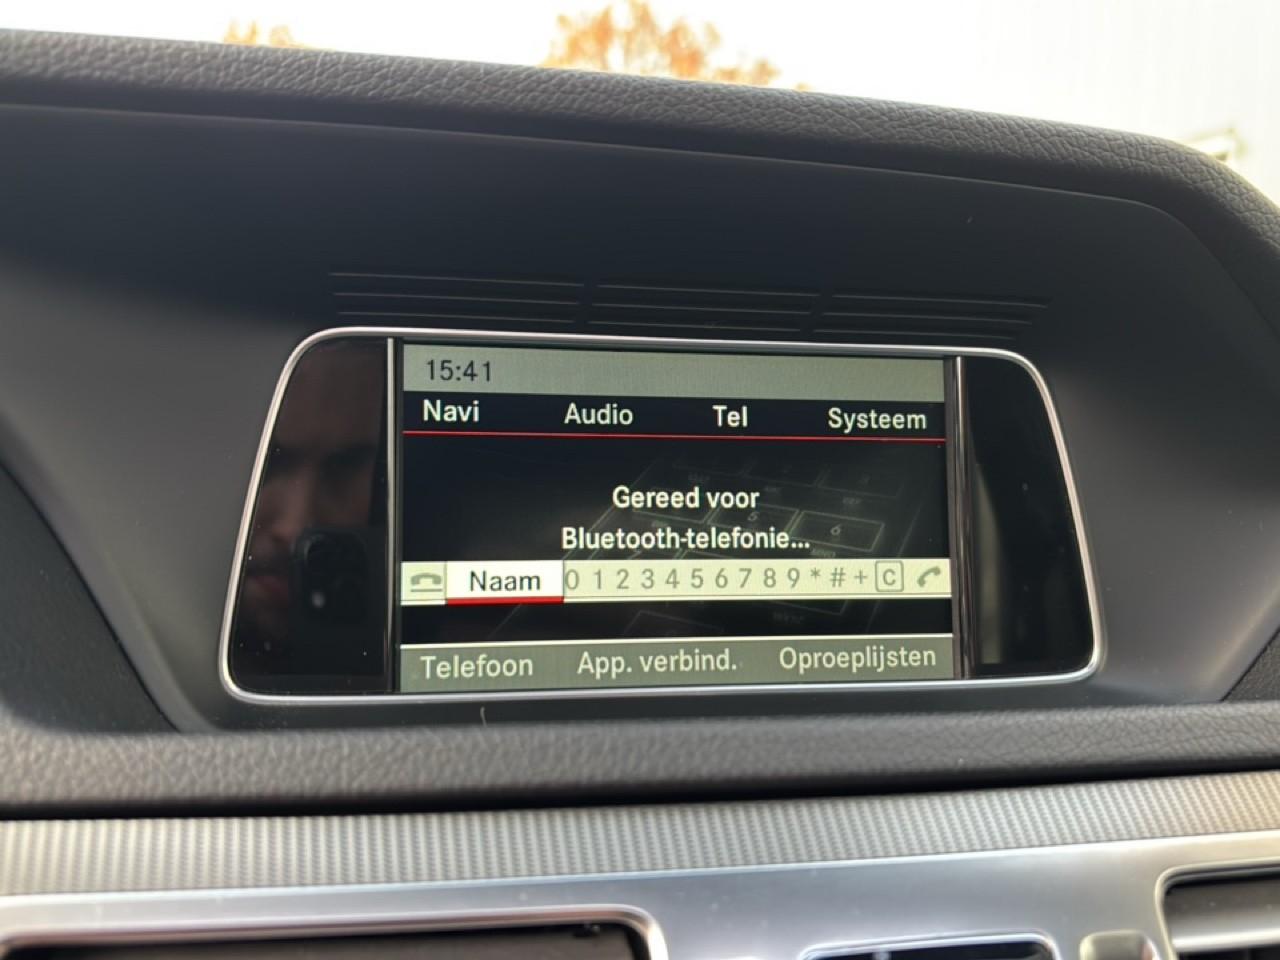 15:41
Navi Audio Tel Systeem
Gereed voor
Bluetooth-telefonie...
Naam 0 1 2 3 4 5 6 7 8 9 * # + C
Telefoon App. verbind. Oproeplijsten